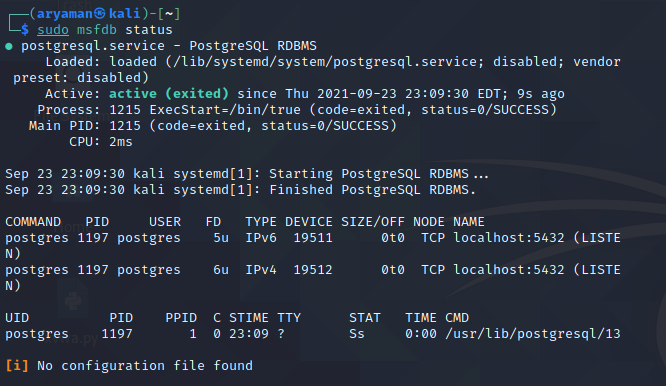 ┌──(aryaman㉿kali)-[~]
└─$ sudo msfdb status
● postgresql.service - PostgreSQL RDBMS
     Loaded: loaded (/lib/systemd/system/postgresql.service; disabled; vendor
 preset: disabled)
     Active: active (exited) since Thu 2021-09-23 23:09:30 EDT; 9s ago
    Process: 1215 ExecStart=/bin/true (code=exited, status=0/SUCCESS)
   Main PID: 1215 (code=exited, status=0/SUCCESS)
        CPU: 2ms

Sep 23 23:09:30 kali systemd[1]: Starting PostgreSQL RDBMS...
Sep 23 23:09:30 kali systemd[1]: Finished PostgreSQL RDBMS.

COMMAND   PID     USER   FD   TYPE DEVICE SIZE/OFF NODE NAME
postgres 1197 postgres    5u  IPv6  19511      0t0  TCP localhost:5432 (LISTE
N)
postgres 1197 postgres    6u  IPv4  19512      0t0  TCP localhost:5432 (LISTE
N)

UID          PID    PPID  C STIME TTY      STAT   TIME CMD
postgres    1197       1  0 23:09 ?        Ss     0:00 /usr/lib/postgresql/13

[i] No configuration file found